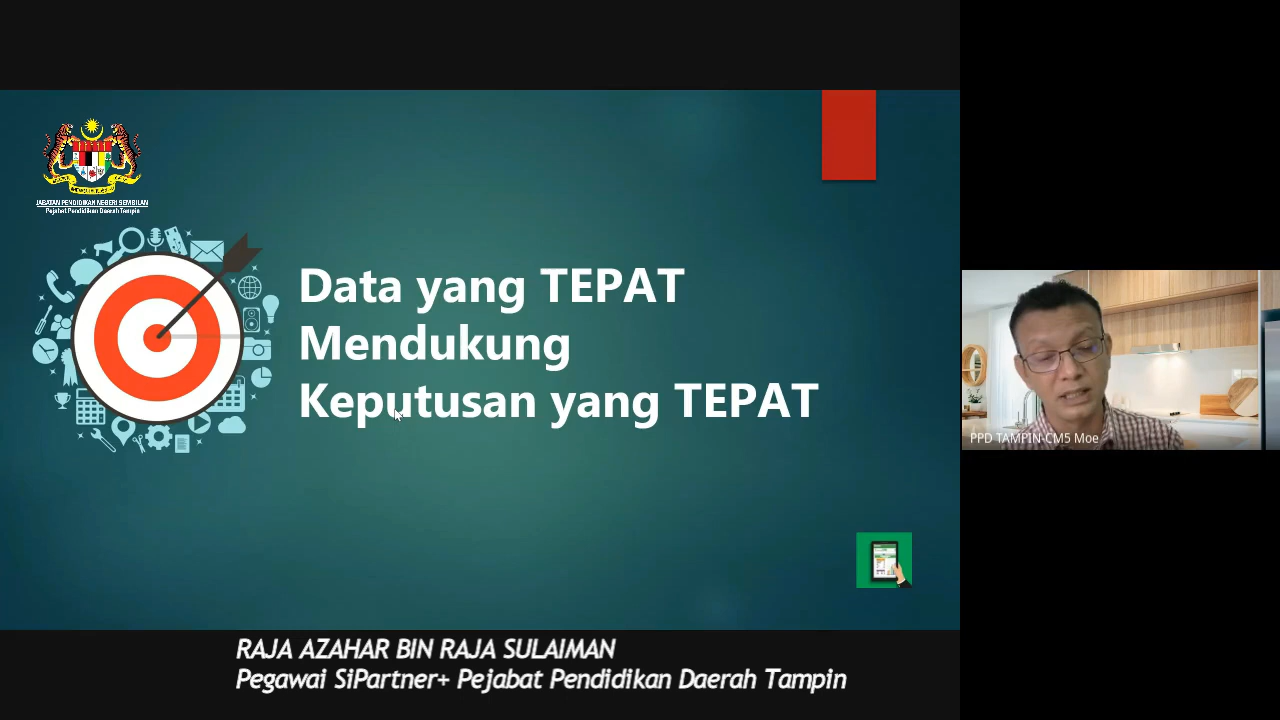 JABATAN PENDIDIKAN NEGERI SEMBILAN
Pejabat Pendidikan Daerah Tampin
Data yang TEPAT
Mendukung
Keputusan yang TEPAT
PPD TAMPIN-CM5 Moe
RAJA AZAHAR BIN RAJA SULAIMAN
Pegawai SiPartner+ Pejabat Pendidikan Daerah Tampin